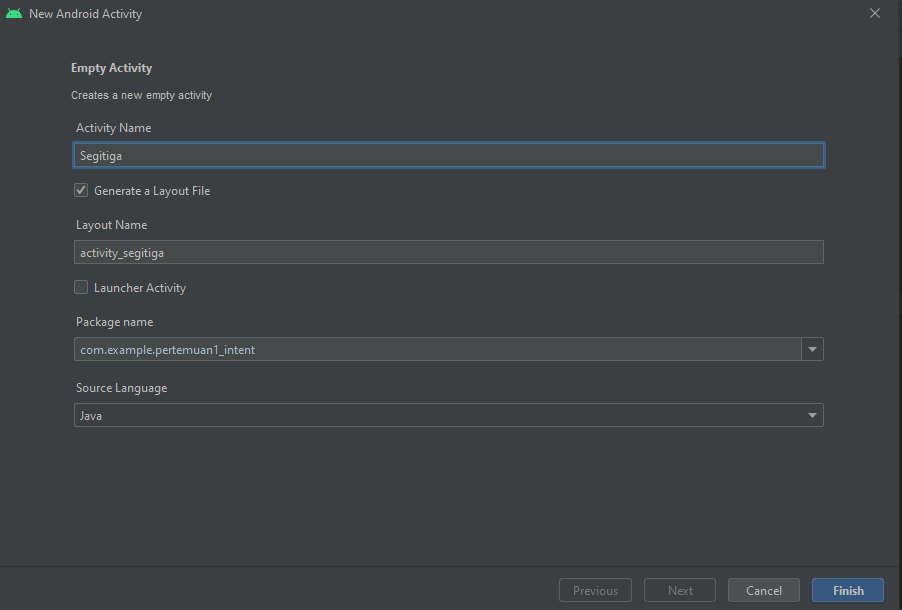 New Android Activity
Empty Activity
Creates a new empty activity
Activity Name
Segitiga
Generate a Layout File
Layout Name
activity_segitiga
Launcher Activity
Package name
com.example.pertemuan1_intent
Source Language
Java
Previous Next Cancel Finish